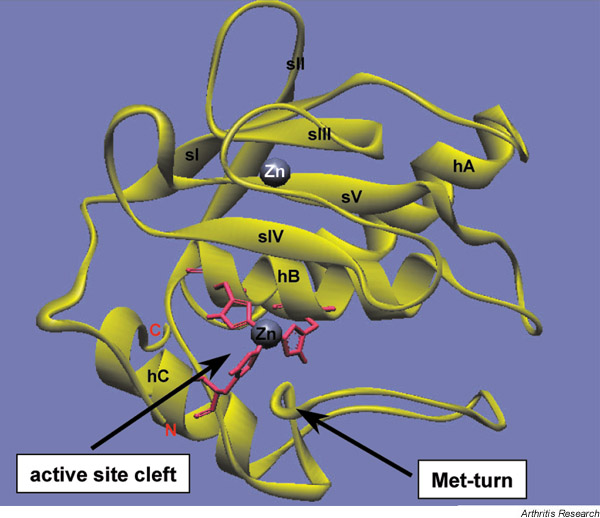 sII
sIII
sI
hA
Zn
sV
sIV
hB
C
Zn
hC
N
active site cleft
Met-turn
Arthritis Research